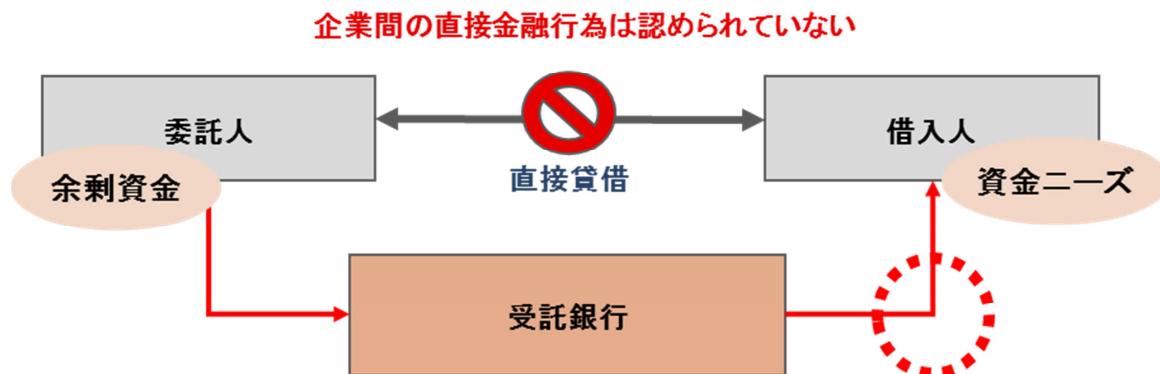 企業間の直接金融行為は認められていない
委託人
借入人
余剰資金
直接貸借
資金ニーズ
受託銀行